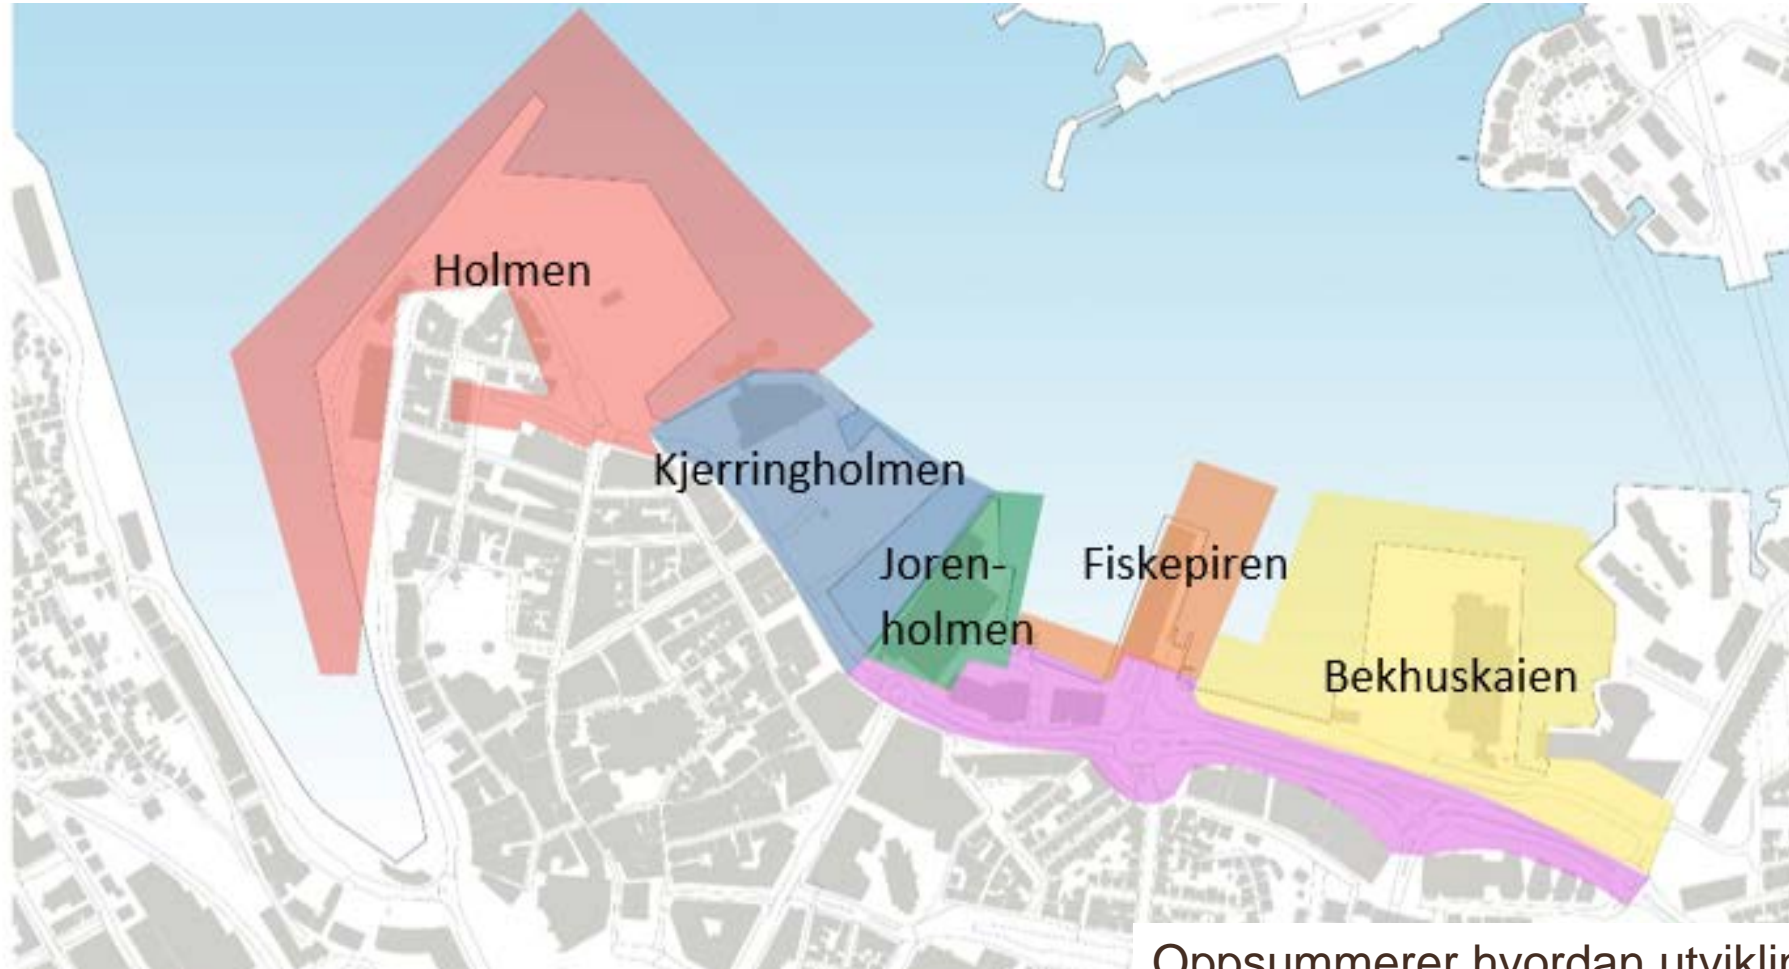 Holmen
Kjerringholmen
Joren-
holmen
Fiskepiren
Bekhuskaien
Oppsummerer hvordan